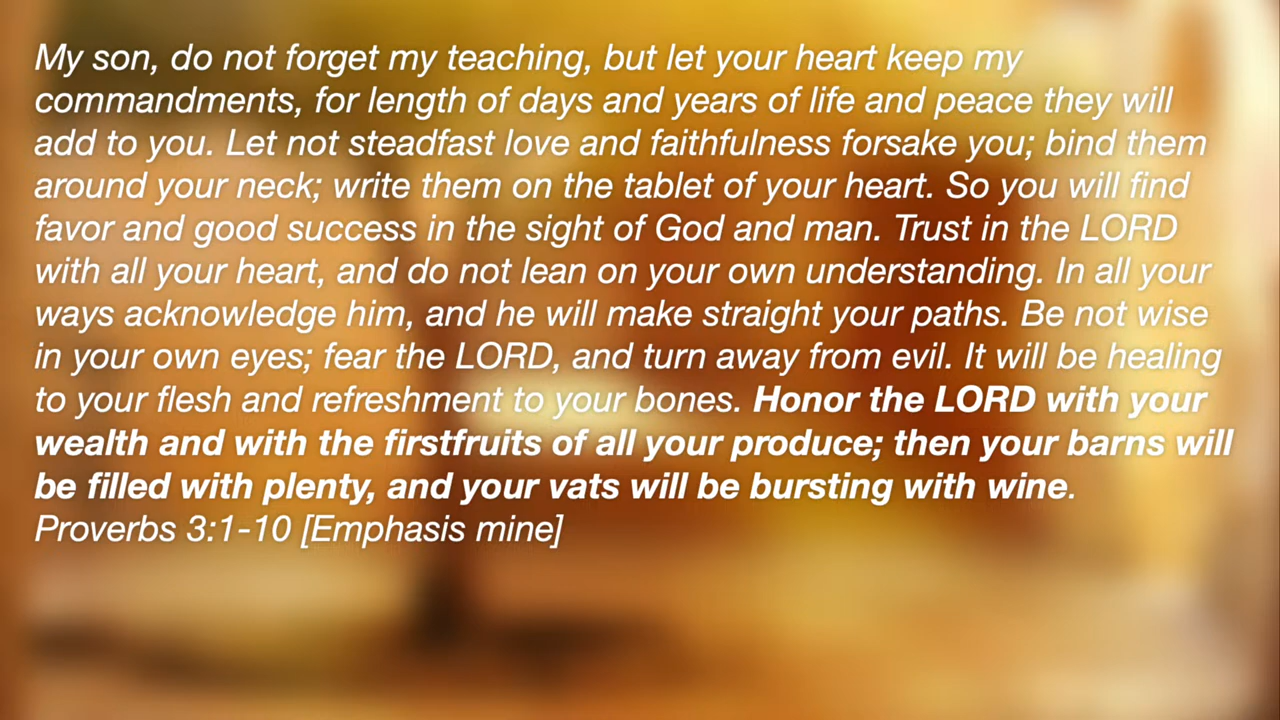 My son, do not forget my teaching, but let your heart keep my
commandments, for length of days and years of life and peace they will
add to you. Let not steadfast love and faithfulness forsake you; bind them
around your neck; write them on the tablet of your heart. So you will find
favor and good success in the sight of God and man. Trust in the LORD
with all your heart, and do not lean on your own understanding. In all your
ways acknowledge him, and he will make straight your paths. Be not wise
in your own eyes; fear the LORD, and turn away from evil. It will be healing
to your flesh and refreshment to your bones. Honor the LORD with your
wealth and with the firstfruits of all your produce; then your barns will
be filled with plenty, and your vats will be bursting with wine.
Proverbs 3:1-10 [Emphasis mine]